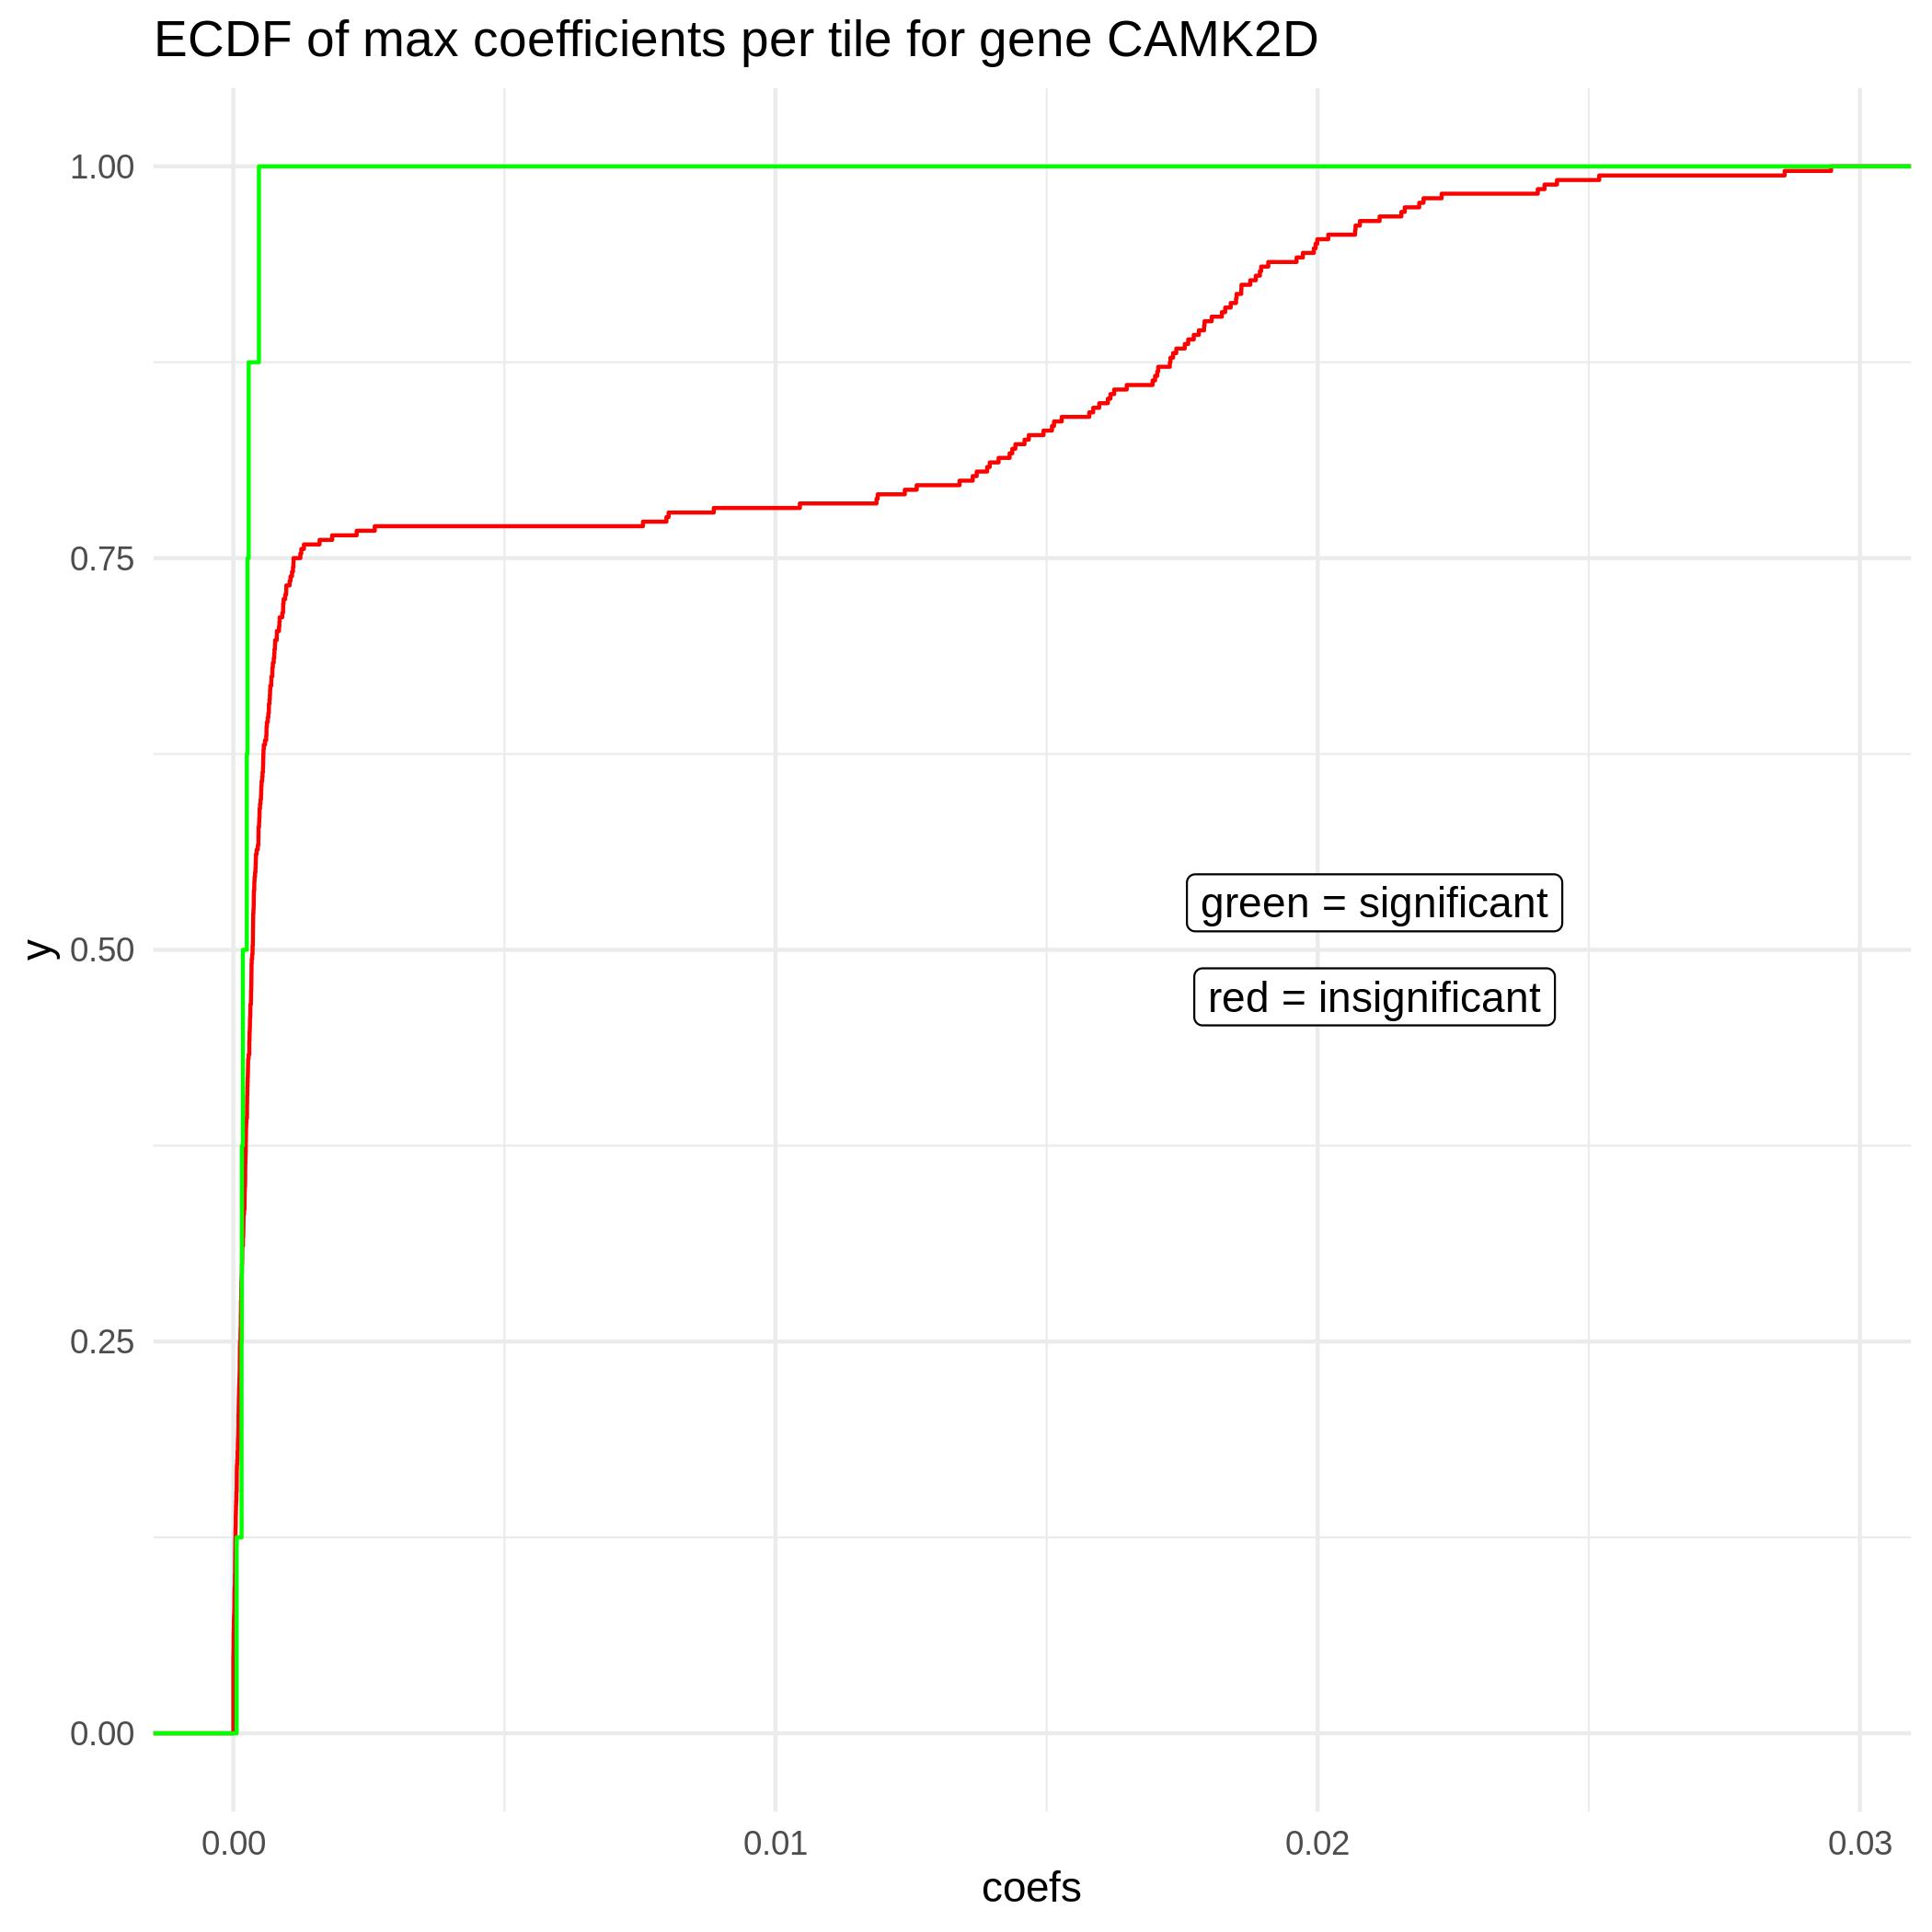 ECDF of max coefficients per tile for gene CAMK2D
1.00
0.75
0.50
0.25
0.00
y
green = significant
red = insignificant
0.00 0.01 0.02 0.03
coefs